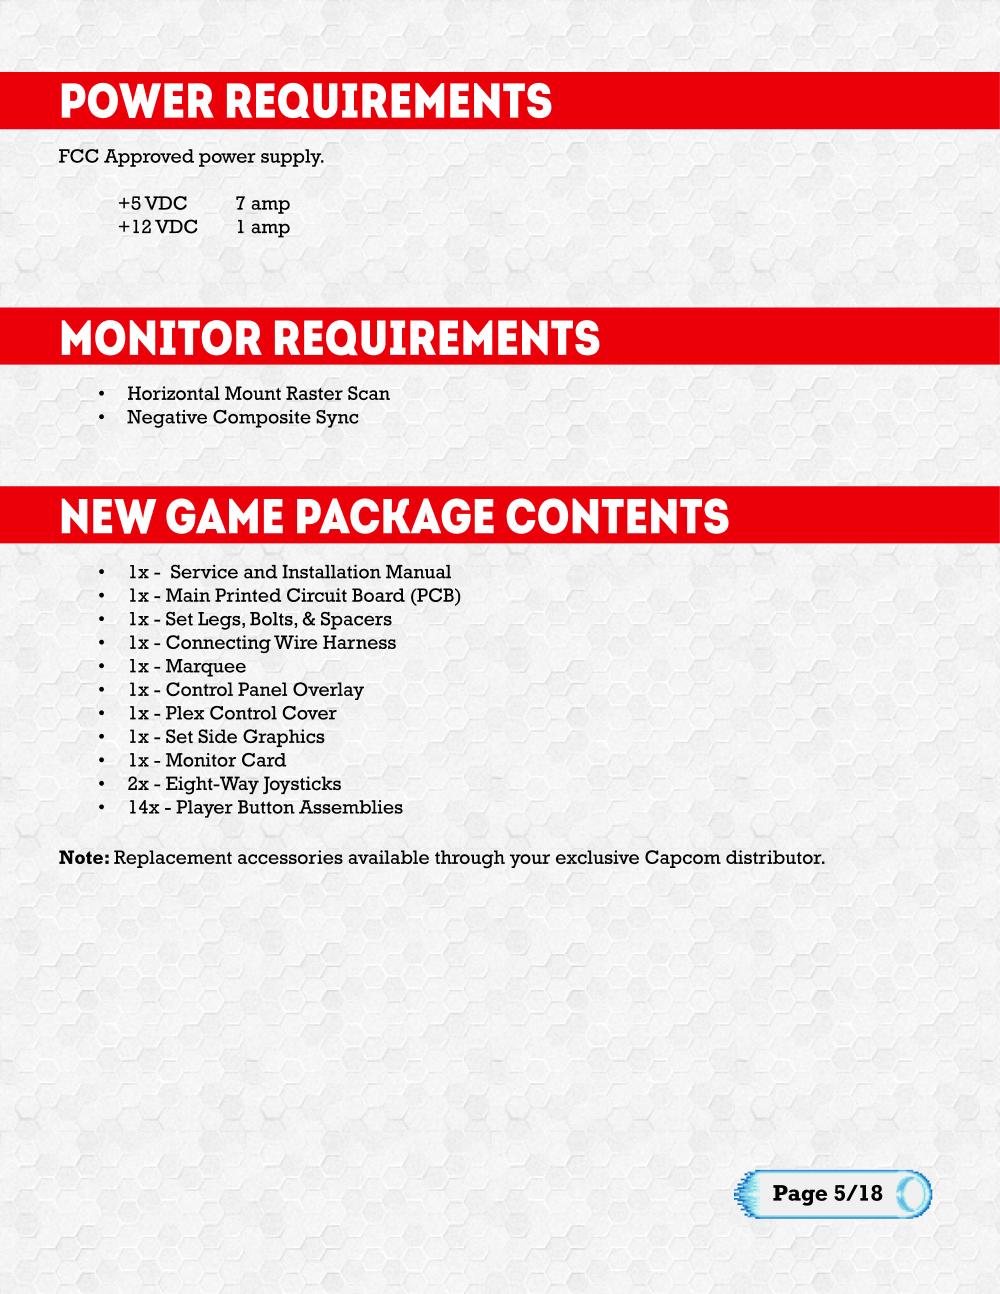 POWER REQUIREMENTS
FCC Approved power supply.
+5 VDC 7 amp
+12 VDC 1 amp
MONITOR REQUIREMENTS
• Horizontal Mount Raster Scan
• Negative Composite Sync
NEW GAME PACKAGE CONTENTS
• 1x - Service and Installation Manual
• 1x - Main Printed Circuit Board (PCB)
• 1x - Set Legs, Bolts, & Spacers
• 1x - Connecting Wire Harness
• 1x - Marquee
• 1x - Control Panel Overlay
• 1x - Plex Control Cover
• 1x - Set Side Graphics
• 1x - Monitor Card
• 2x - Eight-Way Joysticks
• 14x - Player Button Assemblies
Note: Replacement accessories available through your exclusive Capcom distributor.
Page 5/18